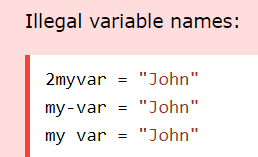 Illegal variable names:
2myvar = "John"
my-var = "John"
my var = "John"